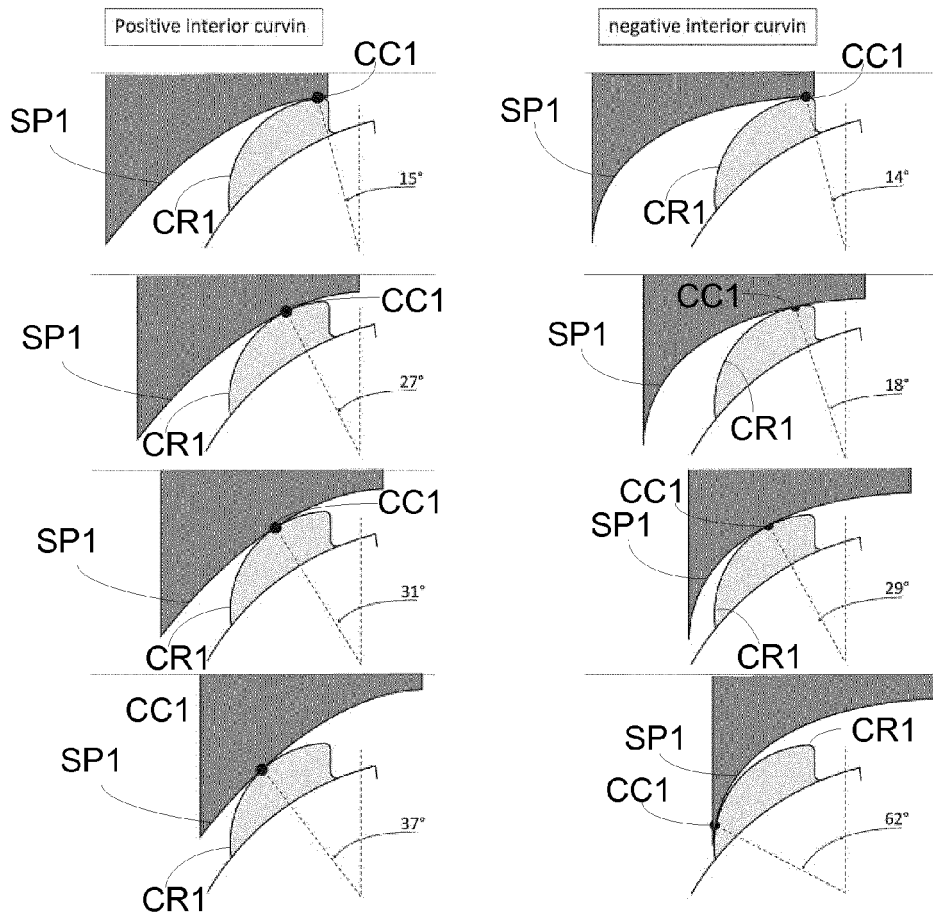 Positive interior curvin
CC1
SP1
CR1
15°
CC1
SP1
CR1
27°
CC1
SP1
CR1
31°
CC1
SP1
CR1
37°
negative interior curvin
CC1
SP1
CR1
14°
CC1
SP1
CR1
18°
CC1
SP1
CR1
29°
SP1
CR1
CC1
62°